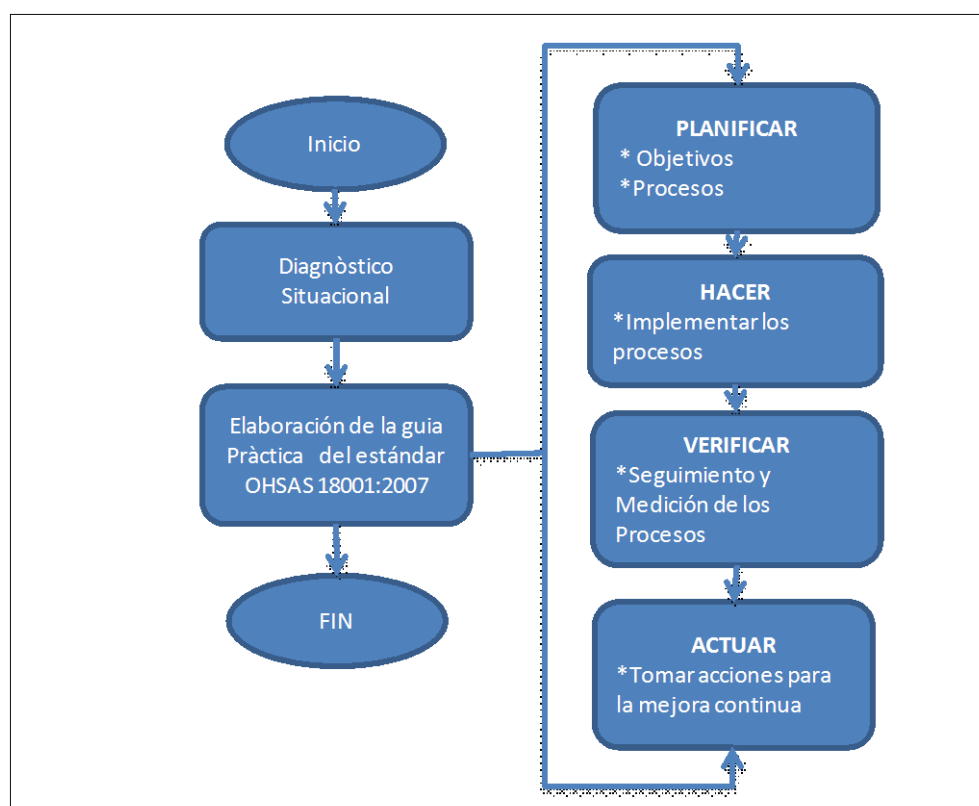 Inicio
Diagnòstico
Situacional
Elaboración de la guia
Pràctica del estándar
OHSAS 18001:2007
FIN
PLANIFICAR
* Objetivos
*Procesos
HACER
*Implementar los
procesos
VERIFICAR
*Seguimiento y
Medición de los
Procesos
ACTUAR
*Tomar acciones para
la mejora continua